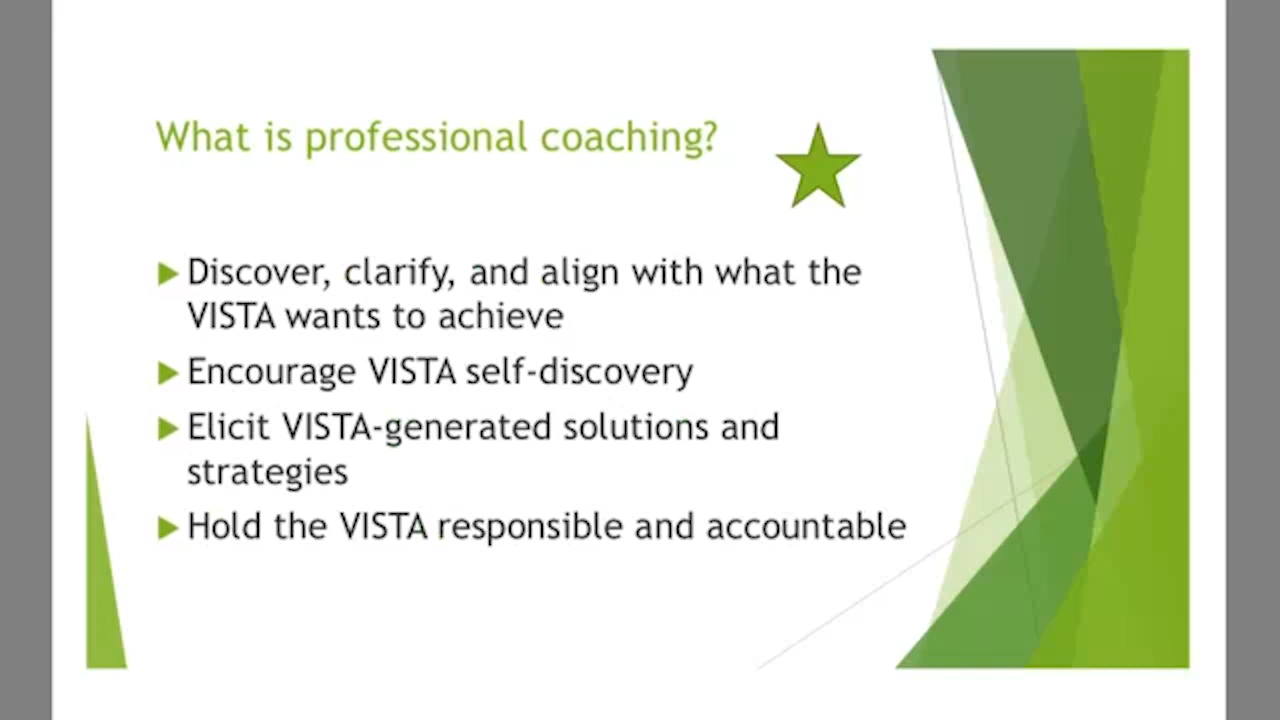 What is professional coaching?
Discover, clarify, and align with what the
VISTA wants to achieve
Encourage VISTA self-discovery
Elicit VISTA-generated solutions and
strategies
Hold the VISTA responsible and accountable